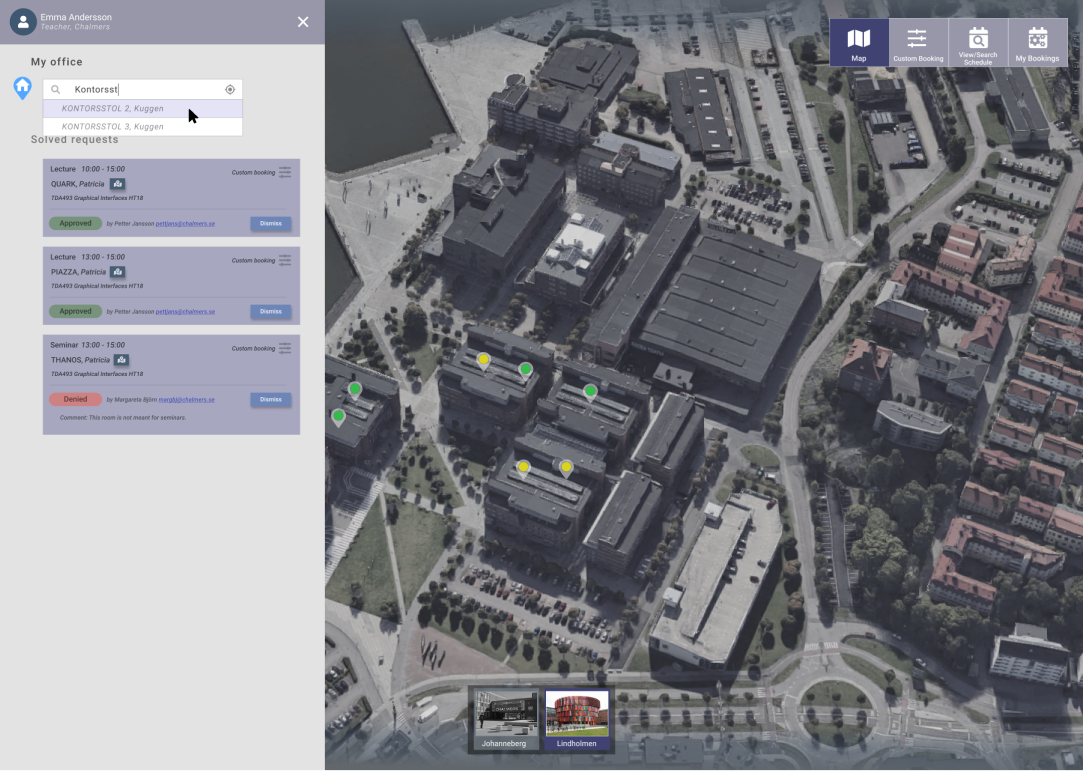 Emma Andersson
Teacher, Chalmers
My office
Kontorsst
KONTORSSTOL 2, Kuggen
KONTORSSTOL 3, Kuggen
Solved requests
Lecture 10:00 - 15:00
Custom booking
QUARK, Patricia
TDA493 Graphical Interfaces HT18
Approved by Petter Jansson pettjans@chalmers.se Dismiss
Lecture 13:00 - 15:00
Custom booking
PIAZZA, Patricia
TDA493 Graphical Interfaces HT18
Approved by Petter Jansson pettjans@chalmers.se Dismiss
Seminar 13:00 - 15:00
Custom booking
THANOS, Patricia
TDA493 Graphical Interfaces HT18
Denied by Margareta Björn Dismiss
Comment: This room is not meant for seminars.
Map
Custom Booking
View/Search
Schedule
My Bookings
Johanneberg
Lindholmen